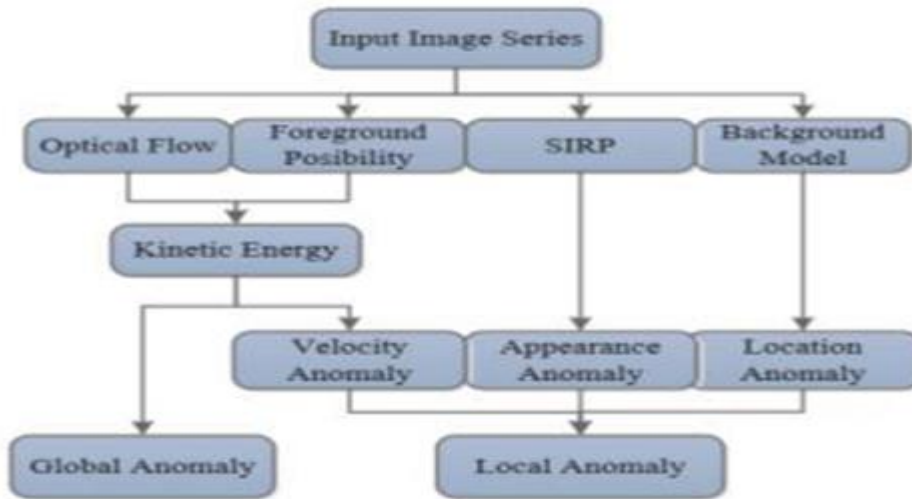 Input Image Series
Optical Flow
Foreground
Posibility
SIRP
Background
Model
Kinetic Energy
Velocity
Anomaly
Appearance
Anomaly
Location
Anomaly
Global Anomaly
Local Anomaly